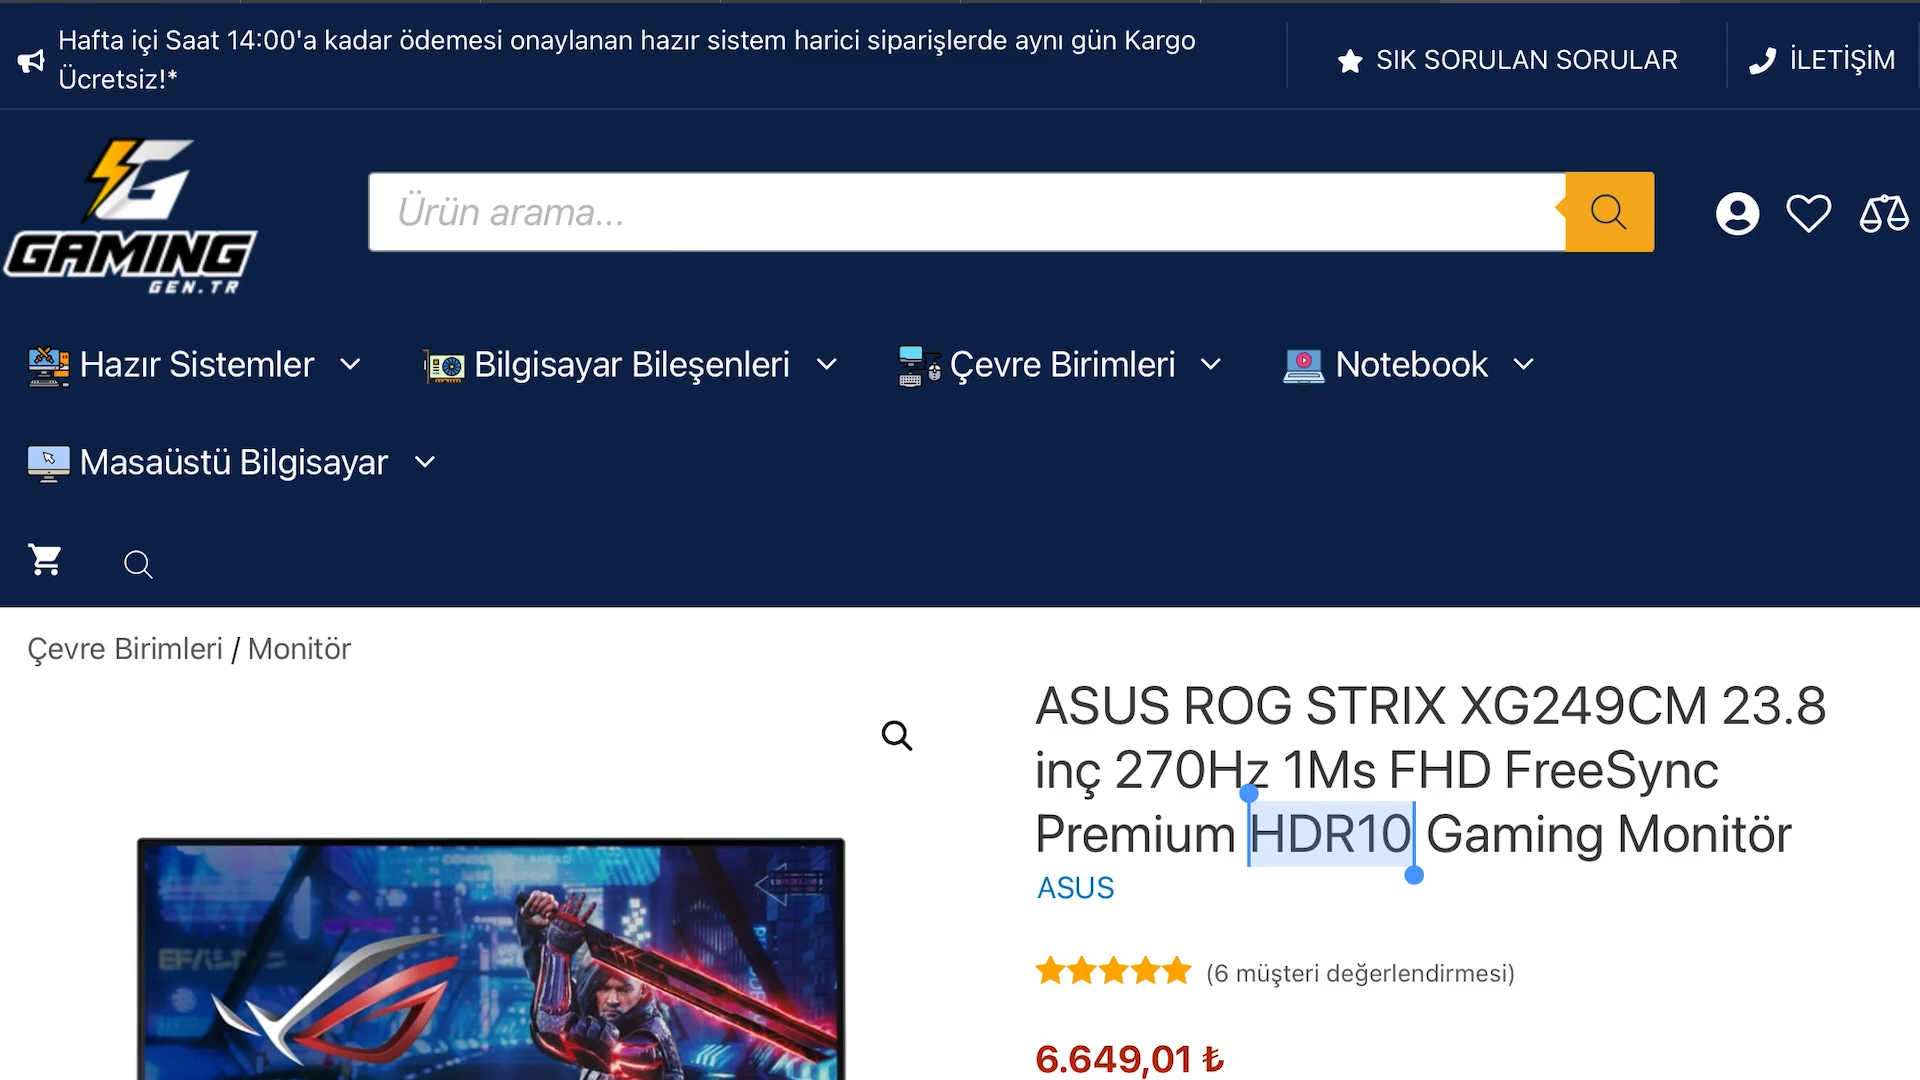 Hafta içi Saat 14:00'a kadar ödemesi onaylanan hazır sistem harici siparişlerde aynı gün Kargo
Ücretsiz!*
SIK SORULAN SORULAR
İLETİŞİM
GAMING
GEN.TR
Ürün arama...
Hazır Sistemler
Bilgisayar Bileşenleri
Çevre Birimleri
Notebook
Masaüstü Bilgisayar
Çevre Birimleri / Monitör
ASUS ROG STRIX XG249CM 23.8
inç 270Hz 1Ms FHD FreeSync
Premium HDR10 Gaming Monitör
ASUS
(6 müşteri değerlendirmesi)
6.649,01 ₺